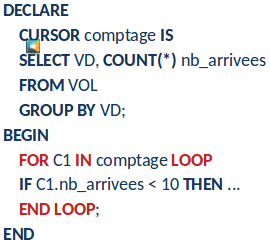 DECLARE
CURSOR comptage IS
SELECT VD, COUNT(*) nb_arrivees
FROM VOL
GROUP BY VD;
BEGIN
FOR C1 IN comptage LOOP
IF C1.nb_arrivees < 10 THEN ...
END LOOP;
END